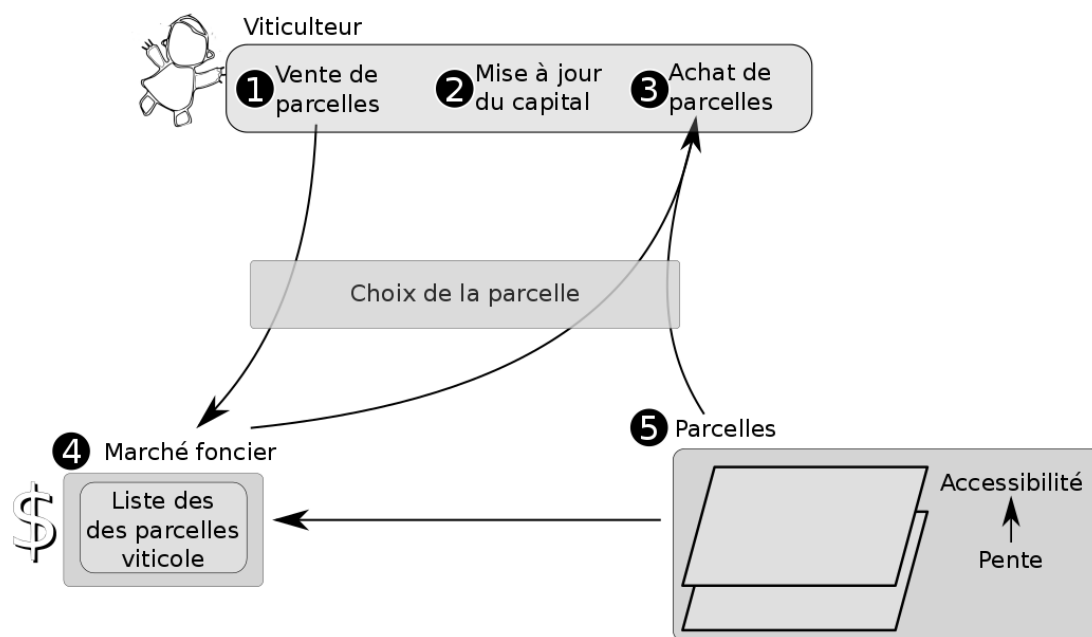 Viticulteur
1 Vente de
parcelles
2 Mise à jour
du capital
3 Achat de
parcelles
Choix de la parcelle
4 Marché foncier
$
Liste des
des parcelles
viticole
5 Parcelles
Accessibilité
Pente